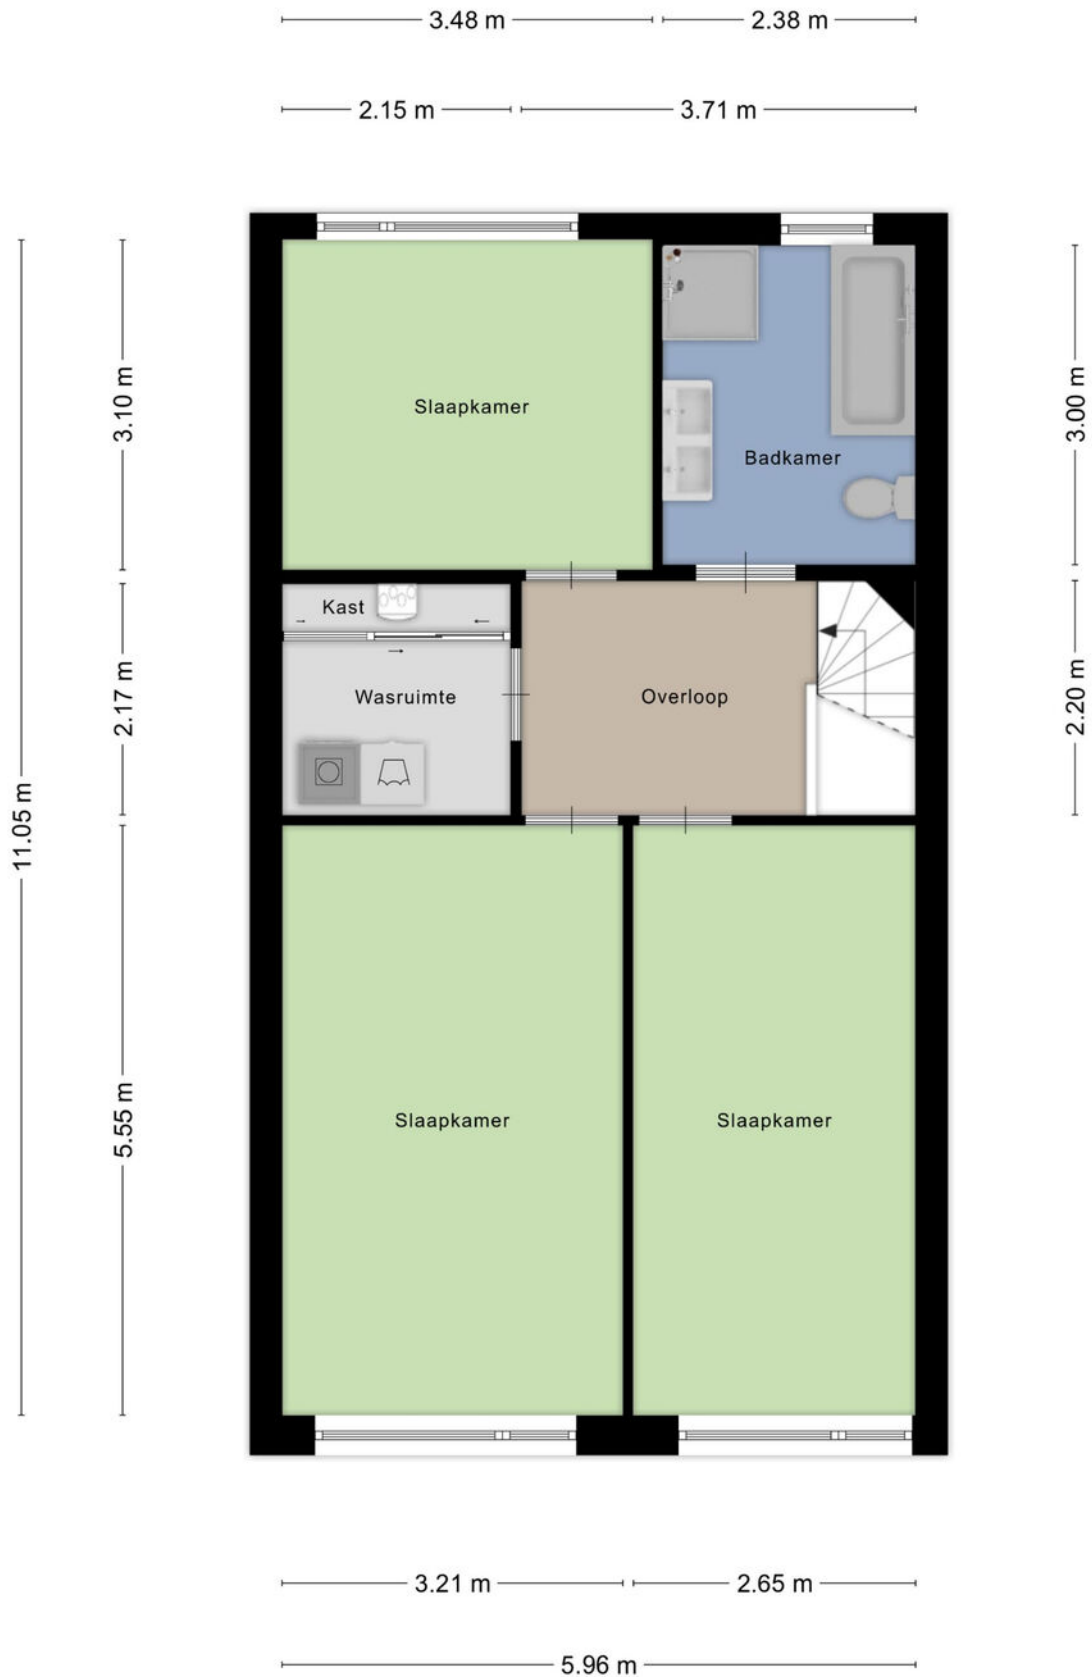 3.48 m
2.38 m
2.15 m
3.71 m
3.10 m
3.00 m
Slaapkamer
Badkamer
Kast
Wasruimte
Overloop
2.17 m
2.20 m
11.05 m
5.55 m
Slaapkamer
Slaapkamer
3.21 m
2.65 m
5.96 m